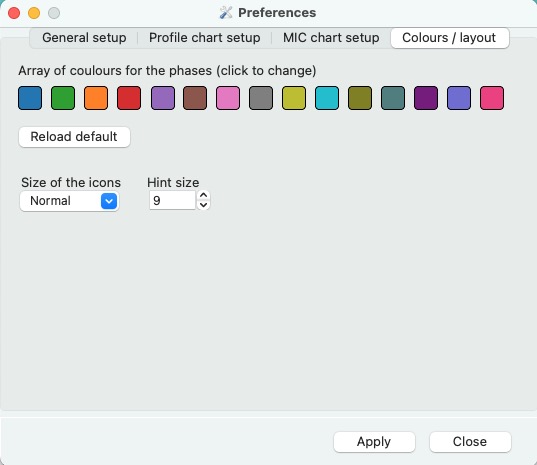 Preferences
General setup
Profile chart setup
MIC chart setup
Colours / layout
Array of coulours for the phases (click to change)
Reload default
Size of the icons
Hint size
Normal
9
Apply
Close